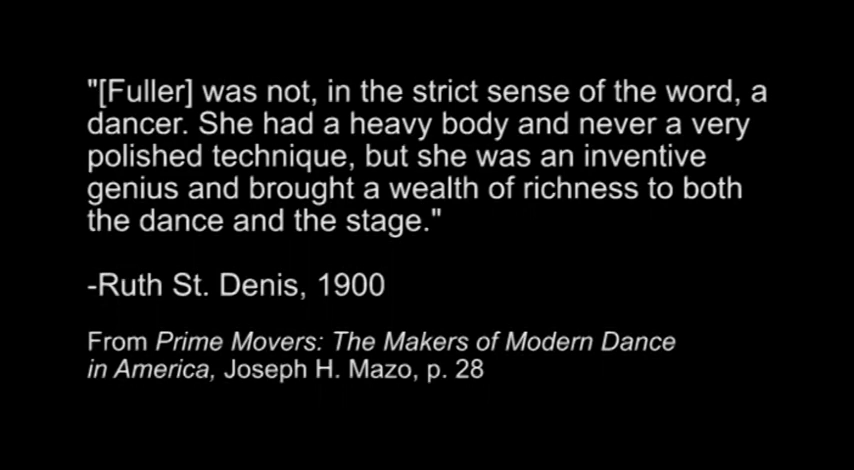 "[Fuller] was not, in the strict sense of the word, a
dancer. She had a heavy body and never a very
polished technique, but she was an inventive
genius and brought a wealth of richness to both
the dance and the stage."
-Ruth St. Denis, 1900
From Prime Movers: The Makers of Modern Dance
in America, Joseph H. Mazo, p. 28